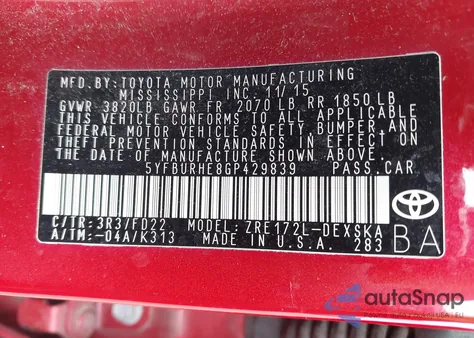 MFD.BY:TOYOTA MOTOR MANUFACTURING
MISSISSIPPI, INC.11/15
GVWR 3820LB GAWR FR 2070 LB RR 1850 LB
THIS VEHICLE CONFORMS TO ALL APPLICABLE
FEDERAL MOTOR VEHICLE SAFETY, BUMPER,AND
THEFT PREVENTION STANDARDS IN EFFECT
ON THE DATE OF MANUFACTURE SHOWN ABOVE.
5YFBURHE8GP429839 PASS.CAR
C/TR:3R3/FD22 MODEL:ZRE172L-DEXSKA
A/TM:-04A/K313 MADE IN U.S.A. 283
BA
autoSnap